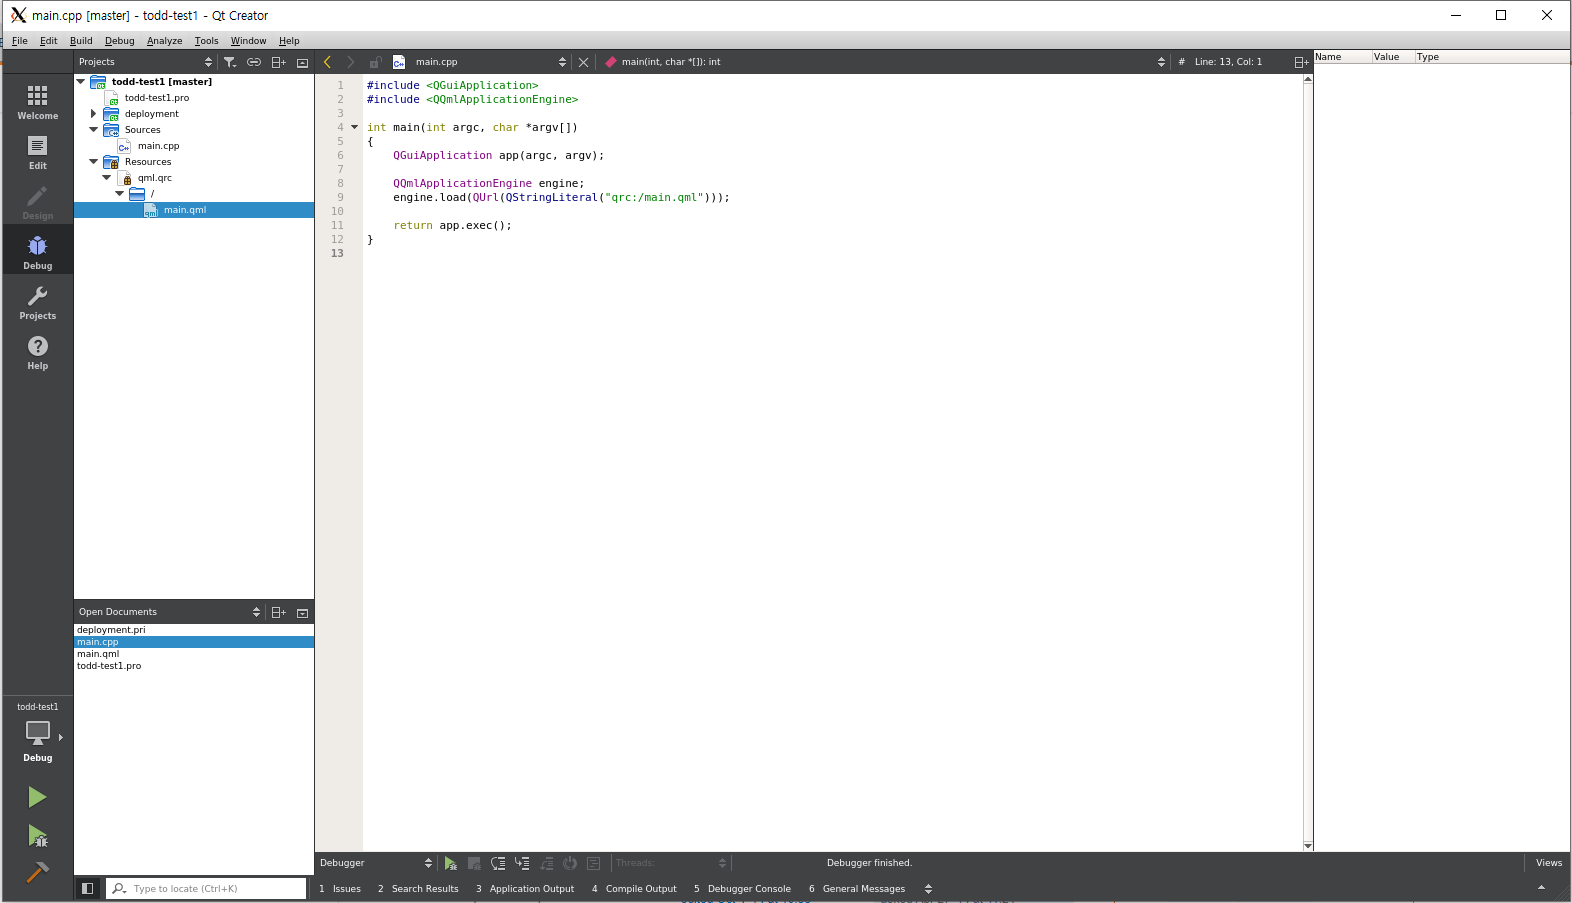 main.cpp [master] - todd-test1 - Qt Creator
File Edit Build Debug Analyze Tools Window Help
Projects
main.cpp
main(int, char *[]): int
# Line: 13, Col: 1
Name Value Type
Welcome
Edit
Design
Debug
Projects
Help
todd-test1 [master]
todd-test1.pro
deployment
Sources
main.cpp
Resources
qml.qrc
/
main.qml
1 #include <QGuiApplication>
2 #include <QQmlApplicationEngine>
3
4 int main(int argc, char *argv[])
5 {
6 QGuiApplication app(argc, argv);
7
8 QQmlApplicationEngine engine;
9 engine.load(QUrl(QStringLiteral("qrc:/main.qml")));
10
11 return app.exec();
12 }
13
Open Documents
deployment.pri
main.cpp
main.qml
todd-test1.pro
todd-test1
Debug
Debugger
Threads:
Debugger finished.
Views
Type to locate (Ctrl+K)
1 Issues 2 Search Results 3 Application Output 4 Compile Output 5 Debugger Console 6 General Messages